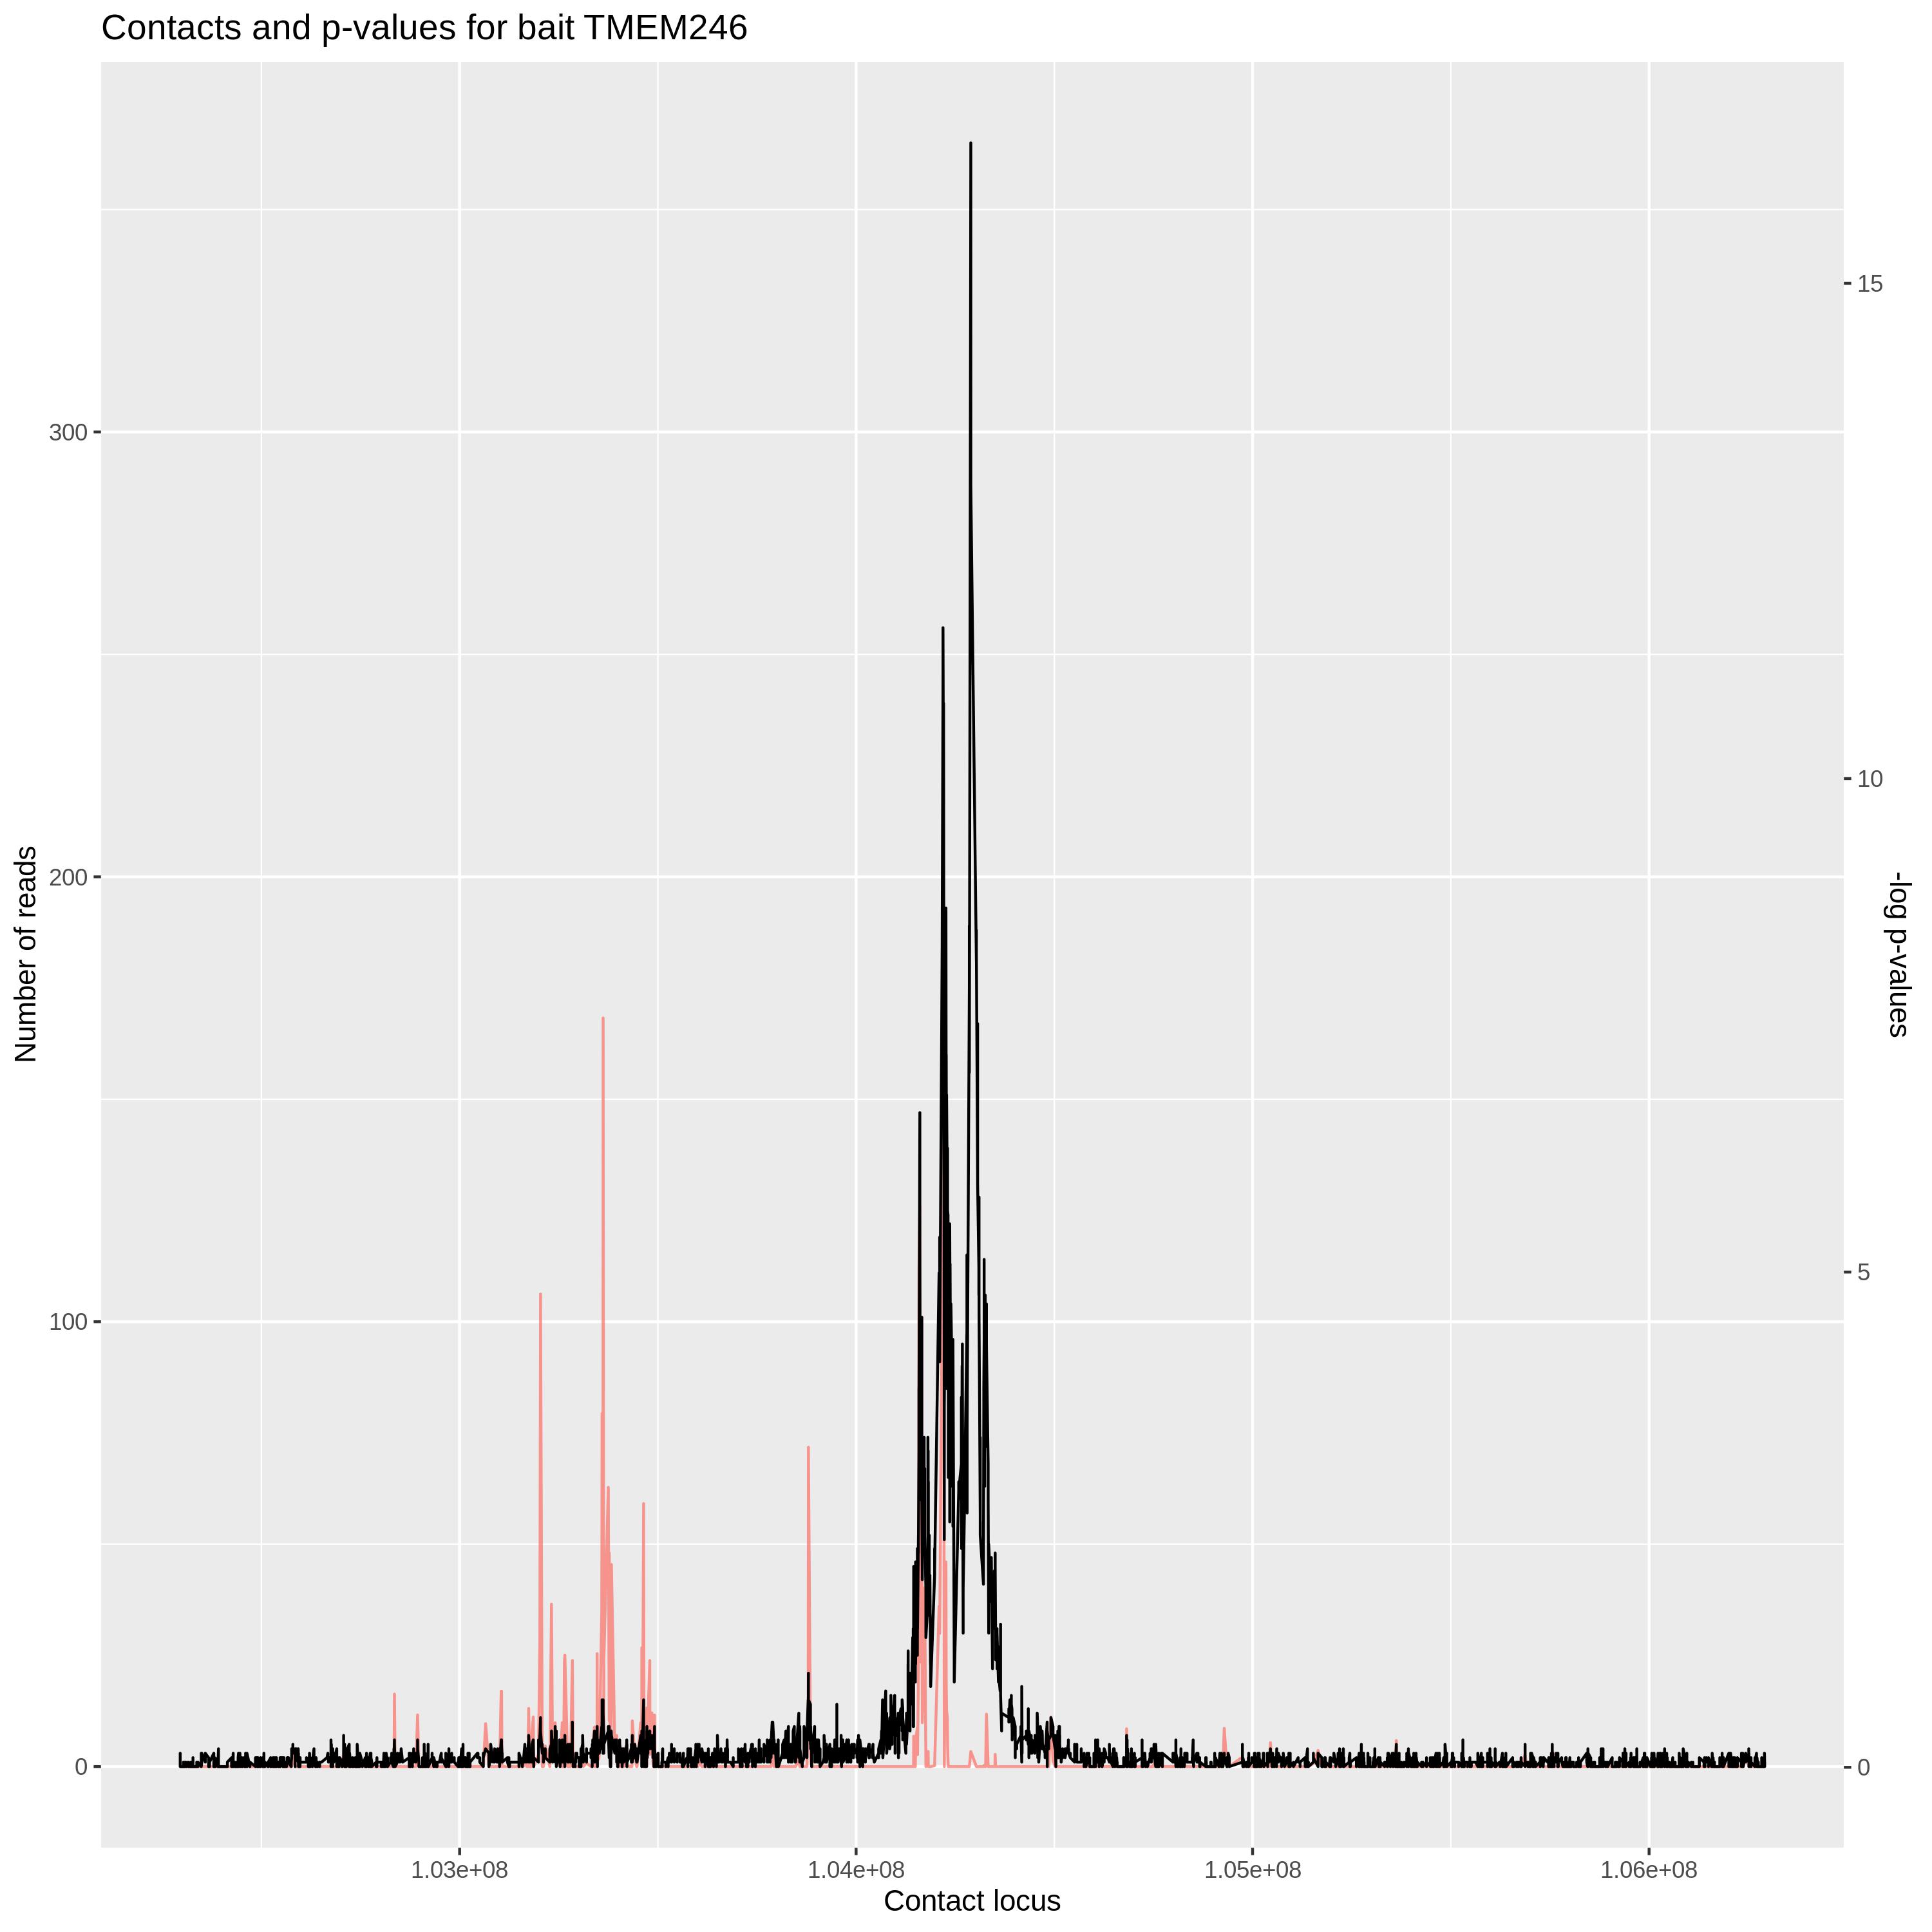 Contacts and p-values for bait TMEM246
300
200
100
0
Number of reads
15
10
5
0
-log p-values
1.03e+08 1.04e+08 1.05e+08 1.06e+08
Contact locus